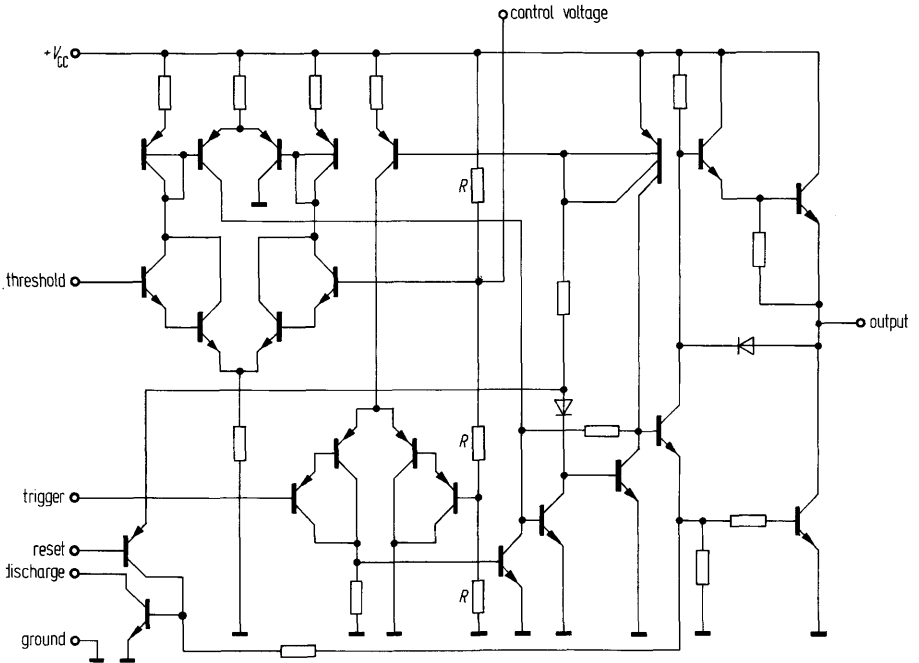 control voltage
+V_CC
R
threshold
output
R
trigger
reset
discharge
R
ground